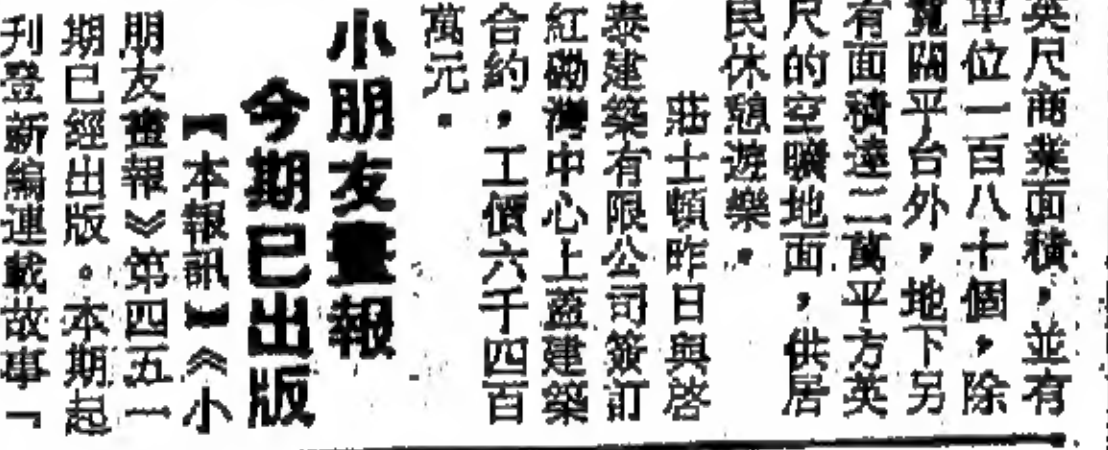 英尺商業面積，並有
單位一百八十個，除
寬闊平台外，地下另
有面積達二萬平方英
尺的空曠地面，供居
民休憩遊樂。
莊士頓昨日與啓
泰建築有限公司簽訂
紅磡灣中心上蓋建築
合約。工價六千四百
萬元。
小朋友畫報
今期已出版
【本報訊】《小
朋友畫報》第四五一
期已經出版。本期起
刊登新編連載故事「